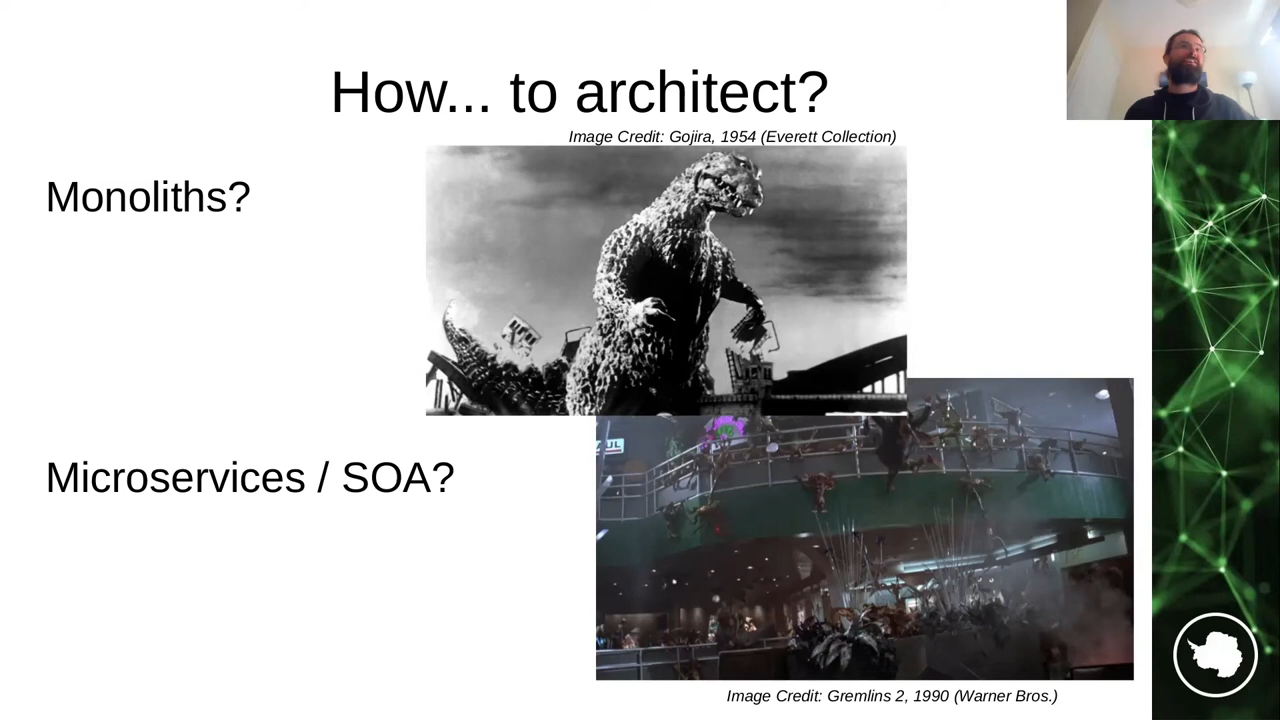 How... to architect?
Image Credit: Gojira, 1954 (Everett Collection)
Monoliths?
Microservices / SOA?
Image Credit: Gremlins 2, 1990 (Warner Bros.)